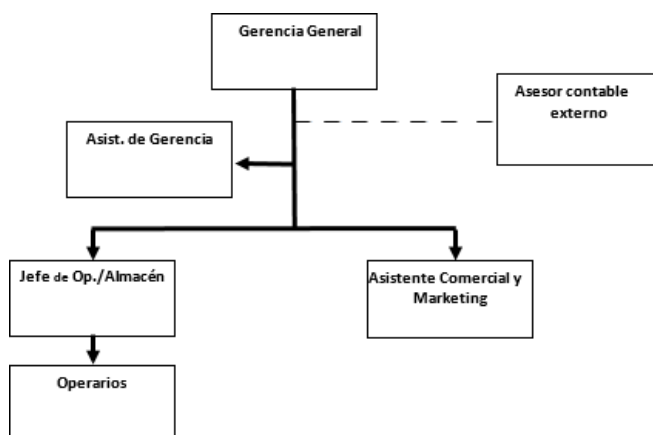 Gerencia General
Asesor contable
externo
Asist. de Gerencia
Jefe de Op./Almacén
Asistente Comercial y
Marketing
Operarios